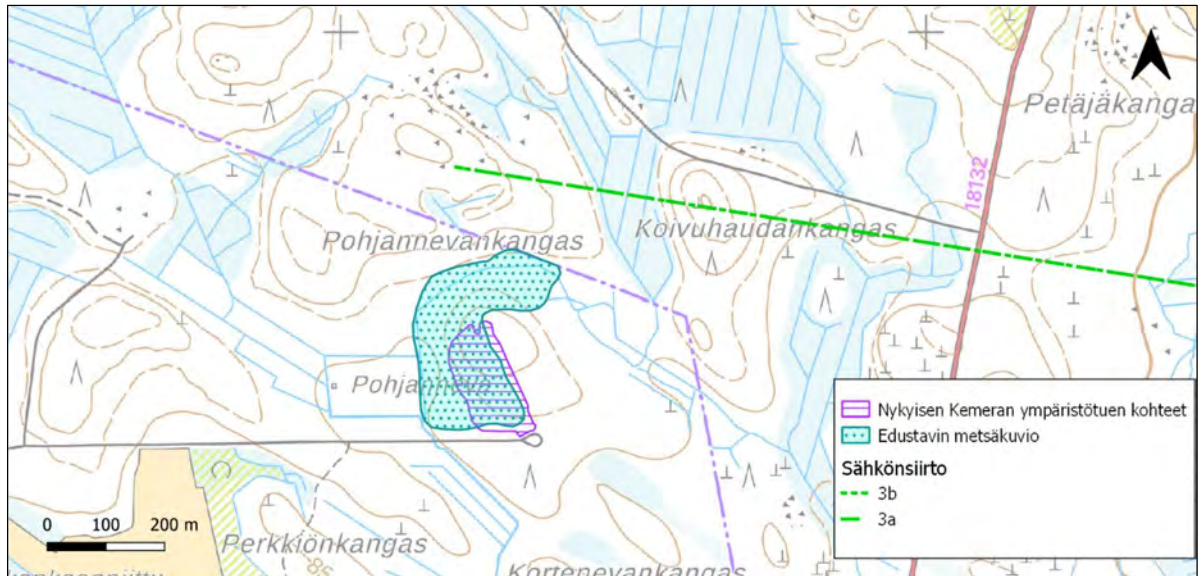 Petäjäkanga
18132
Pohjannevankangas
Koivuhaudankangas
Pohjanneva
Nykyisen Kemeran ympäristötuen kohteet
Edustavin metsäkuvio
Sähkönsiirto
3b
3a
0 100 200 m
Perkkiönkangas
85
Kortenevankangas